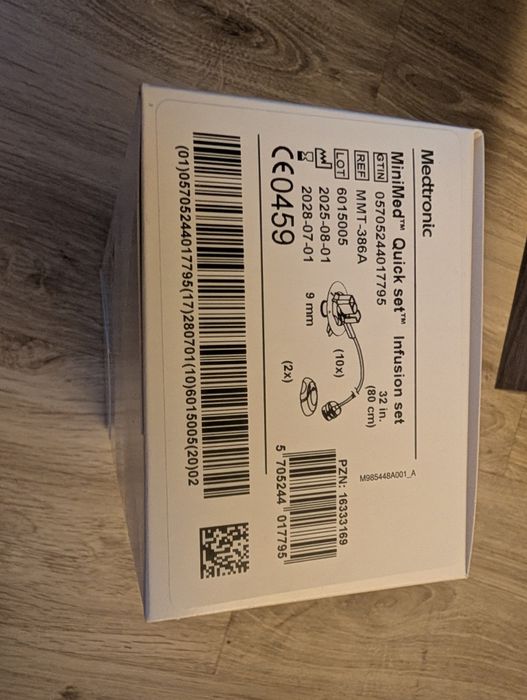 Medtronic
MiniMed™ Quick set™ Infusion set
GTIN 05705244017795
REF MMT-386A
LOT 6015005
2025-08-01
2028-07-01
CE0459
32 in.
(80 cm)
(10x)
9 mm
(2x)
M985448A001_A
PZN: 16333169
5 705244 017795
(01)05705244017795(17)280701(10)6015005(20)02